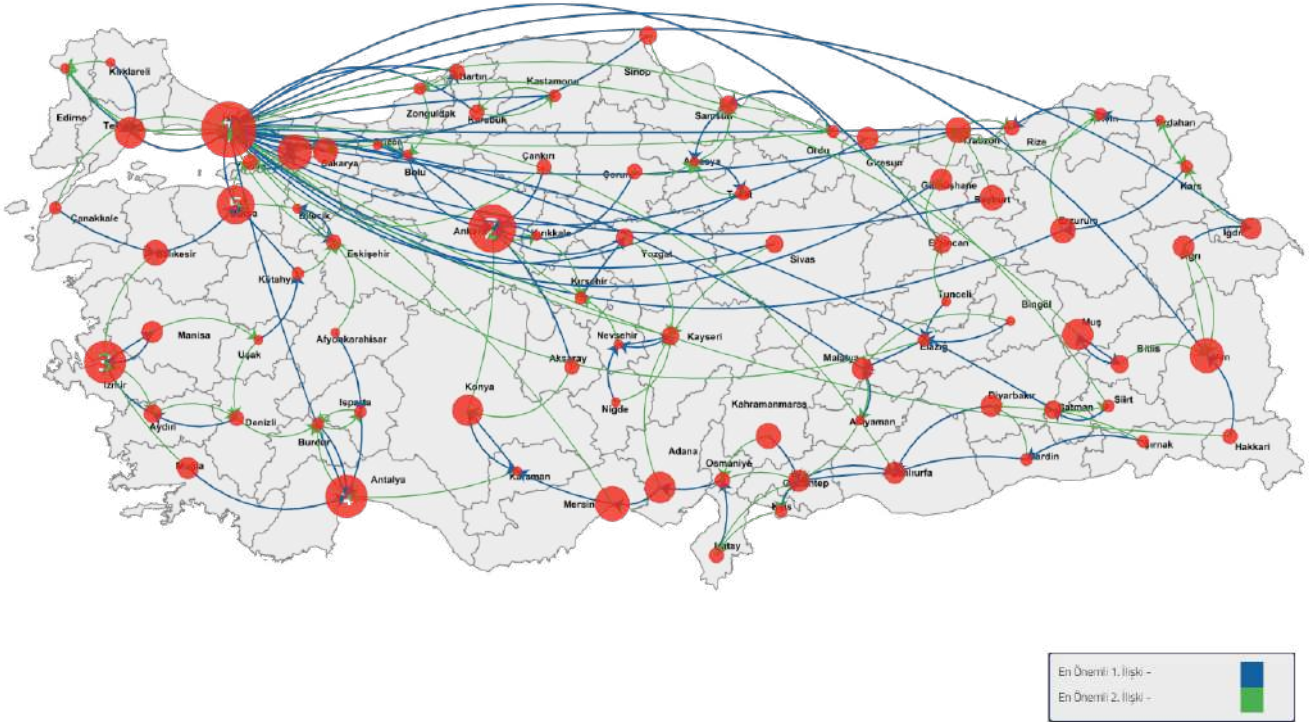 Kırklareli
Edirne
Bartın
Kastamonu
Sinop
Zonguldak
Karabük
Samsun
Ordu
Giresun
Trabzon
Rize
Artvin
Ardahan
Kars
Sakarya
Bolu
Çankırı
Çorum
Amasya
Tokat
Gümüşhane
Bayburt
Erzurum
Iğdır
Ağrı
Çanakkale
Balıkesir
Bilecik
Eskişehir
Ankara
Kırıkkale
Yozgat
Sivas
Erzincan
Kütahya
Kırşehir
Tunceli
Bingöl
Muş
Bitlis
Manisa
Uşak
Afyonkarahisar
Nevşehir
Kayseri
Aksaray
Malatya
Elazığ
İzmir
Konya
Niğde
Kahramanmaraş
Diyarbakır
Batman
Siirt
Aydın
Denizli
Isparta
Burdur
Adıyaman
Şırnak
Hakkari
Muğla
Antalya
Karaman
Adana
Mersin
Osmaniye
Gaziantep
Şanlıurfa
Mardin
Kilis
Hatay
En Önemli 1. İlişki -
En Önemli 2. İlişki -